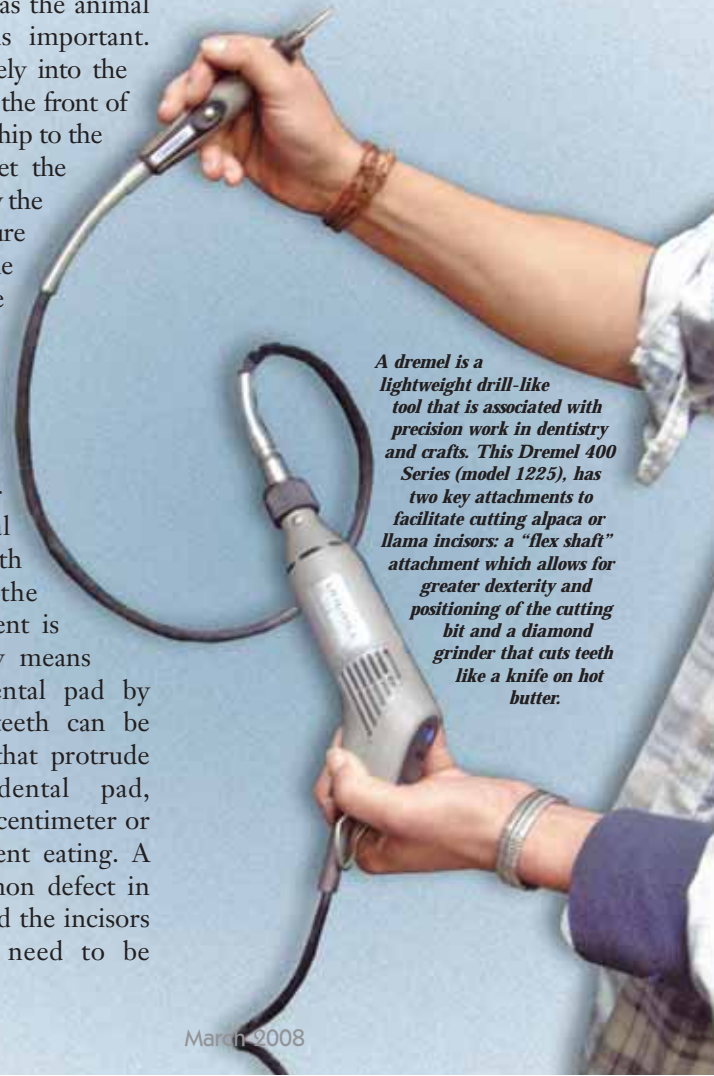 as the animal
s important.
ely into the
the front of
hip to the
et the
y the
ure
e
e
.
l
th
the
ent is
y means
ental pad by
teeth can be
that protrude
dental pad,
centimeter or
ent eating. A
mon defect in
d the incisors
need to be
A dremel is a
lightweight drill-like
tool that is associated with
precision work in dentistry
and crafts. This Dremel 400
Series (model 1225), has
two key attachments to
facilitate cutting alpaca or
llama incisors: a “flex shaft”
attachment which allows for
greater dexterity and
positioning of the cutting
bit and a diamond
grinder that cuts teeth
like a knife on hot
butter.
March 2008